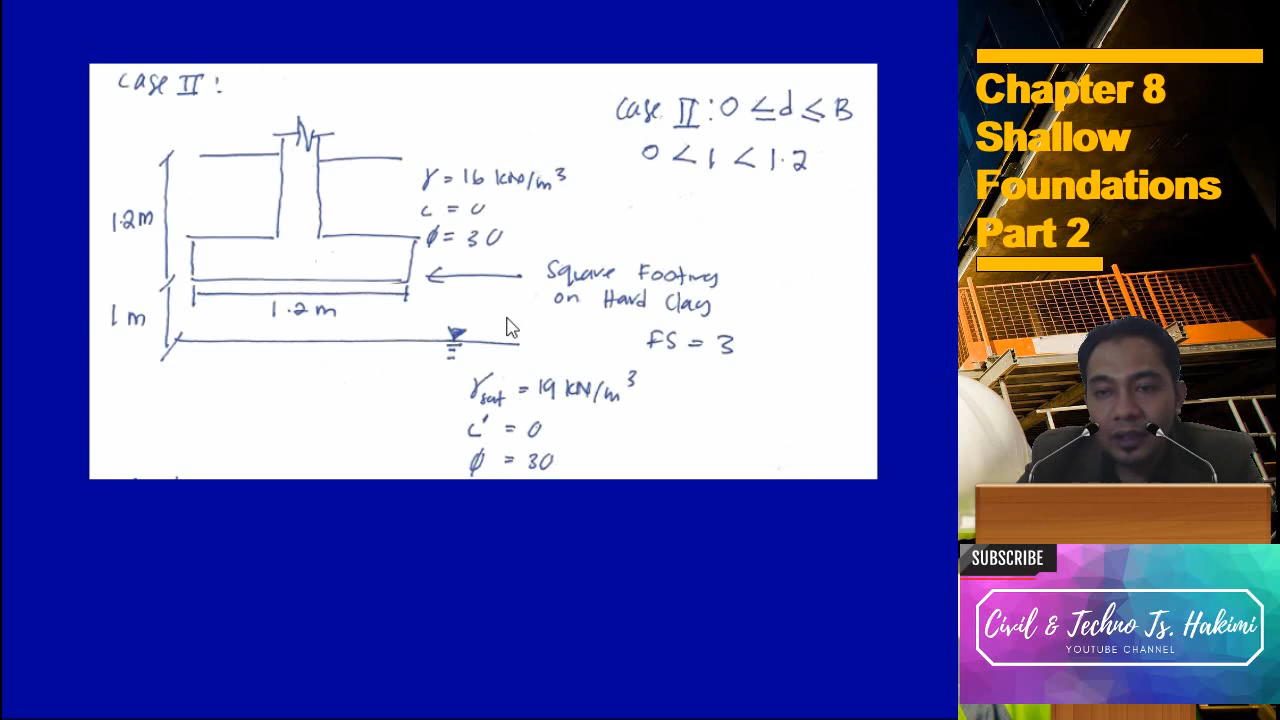 Case II :
Case II : 0 ≤ d ≤ B
0 < 1 < 1.2
γ = 16 kN/m³
c = 0
ϕ = 30
1.2m
Square Footing
on Hard Clay
1.2 m
1 m
FS = 3
γsat = 19 kN/m³
c' = 0
ϕ = 30
Chapter 8
Shallow
Foundations
Part 2
SUBSCRIBE
Civil & Techno Ts. Hakimi
YOUTUBE CHANNEL